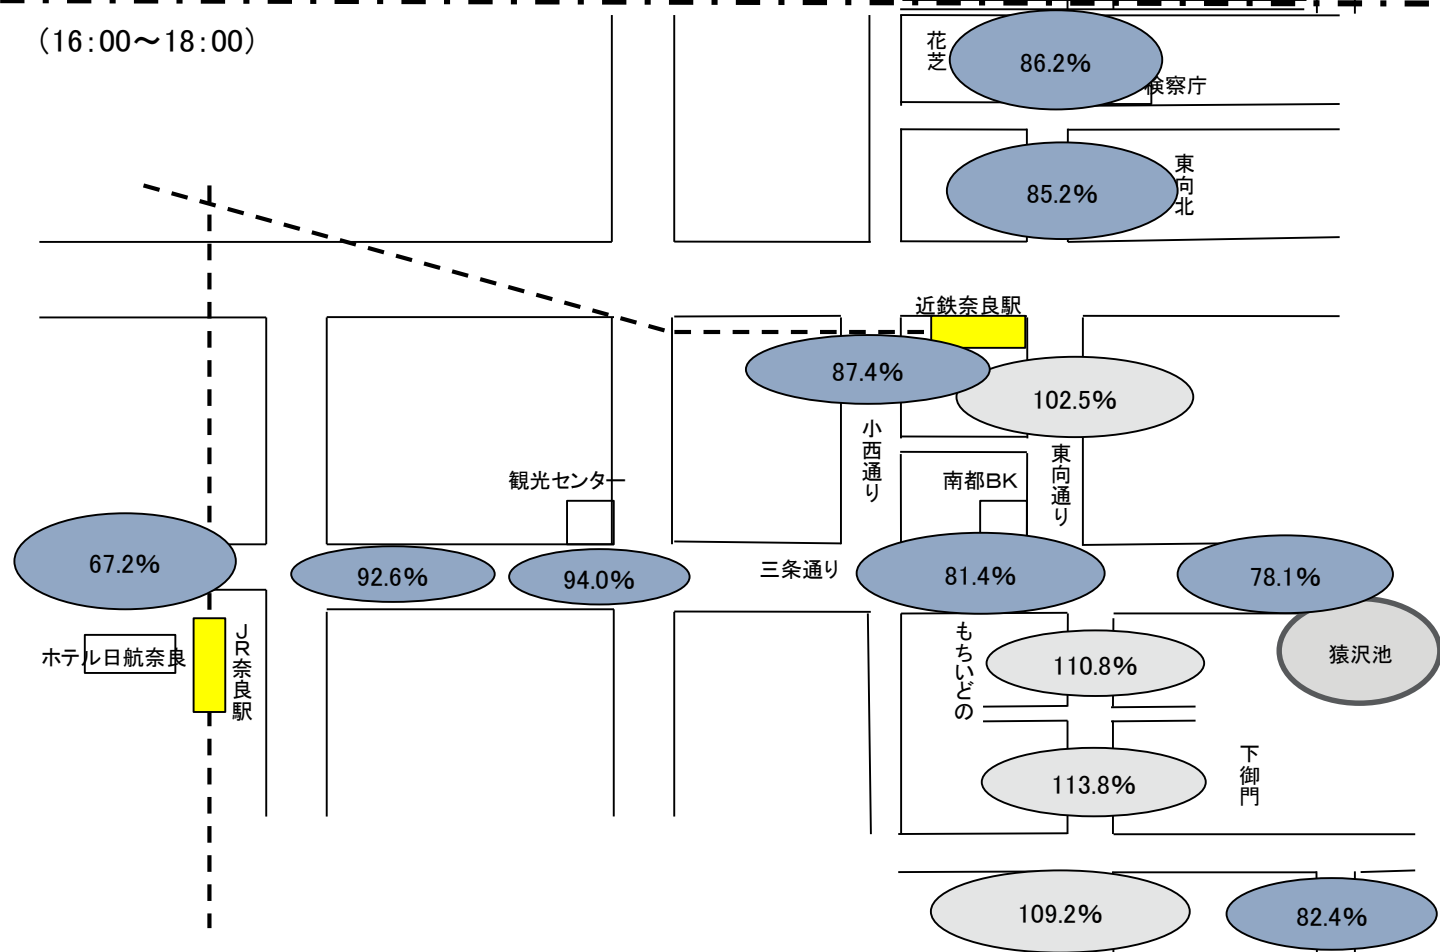 (16:00～18:00)
花芝
86.2%
検察庁
85.2%
東向北
近鉄奈良駅
87.4%
102.5%
小西通り
東向通り
観光センター
南都BK
67.2%
92.6%
94.0%
三条通り
81.4%
78.1%
ホテル日航奈良
JR奈良駅
もちいどの
110.8%
猿沢池
113.8%
下御門
109.2%
82.4%